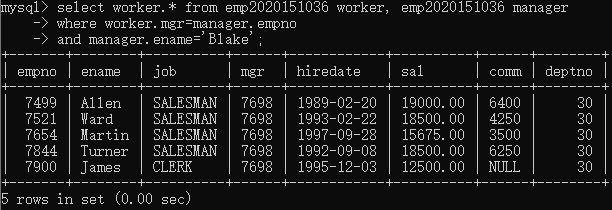 mysql> select worker.* from emp2020151036 worker, emp2020151036 manager
    -> where worker.mgr=manager.empno
    -> and manager.ename='Blake';
+-------+--------+----------+------+------------+----------+------+--------+
| empno | ename  | job      | mgr  | hiredate   | sal      | comm | deptno |
+-------+--------+----------+------+------------+----------+------+--------+
|  7499 | Allen  | SALESMAN | 7698 | 1989-02-20 | 19000.00 | 6400 |     30 |
|  7521 | Ward   | SALESMAN | 7698 | 1993-02-22 | 18500.00 | 4250 |     30 |
|  7654 | Martin | SALESMAN | 7698 | 1997-09-28 | 15675.00 | 3500 |     30 |
|  7844 | Turner | SALESMAN | 7698 | 1992-09-08 | 18500.00 | 6250 |     30 |
|  7900 | James  | CLERK    | 7698 | 1995-12-03 | 12500.00 | NULL |     30 |
+-------+--------+----------+------+------------+----------+------+--------+
5 rows in set (0.00 sec)